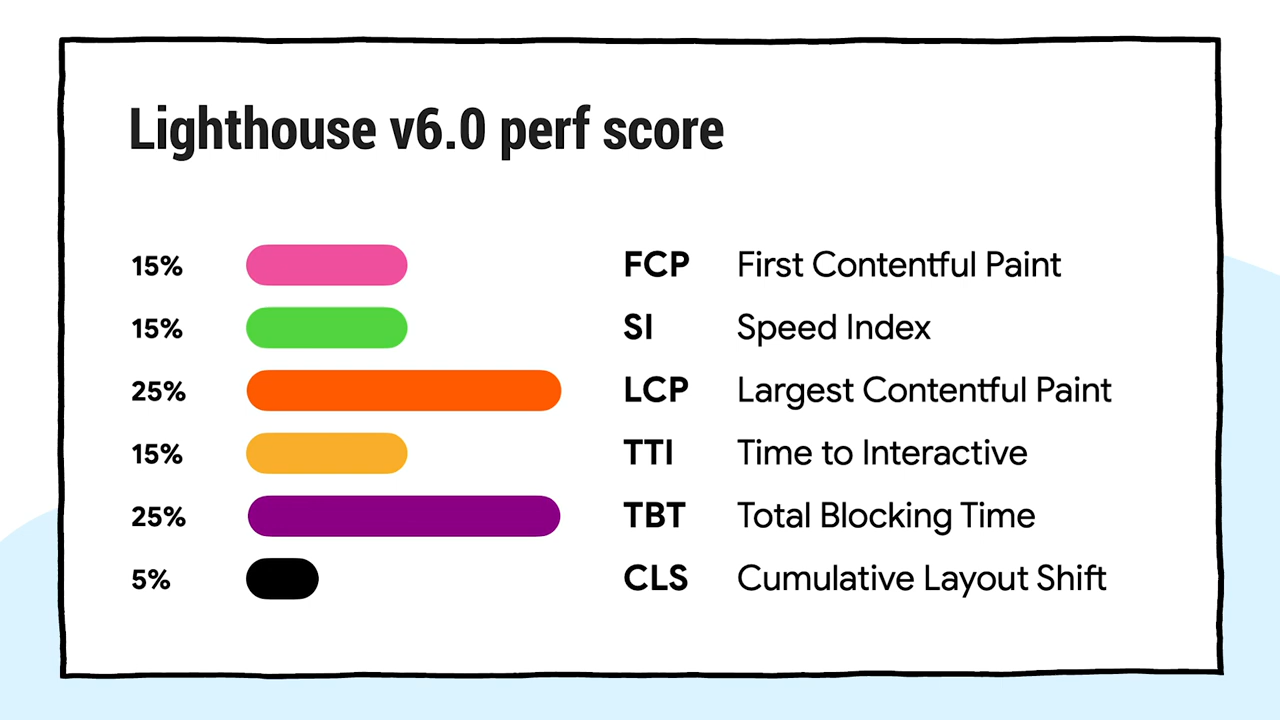 Lighthouse v6.0 perf score
15% FCP First Contentful Paint
15% SI Speed Index
25% LCP Largest Contentful Paint
15% TTI Time to Interactive
25% TBT Total Blocking Time
5% CLS Cumulative Layout Shift